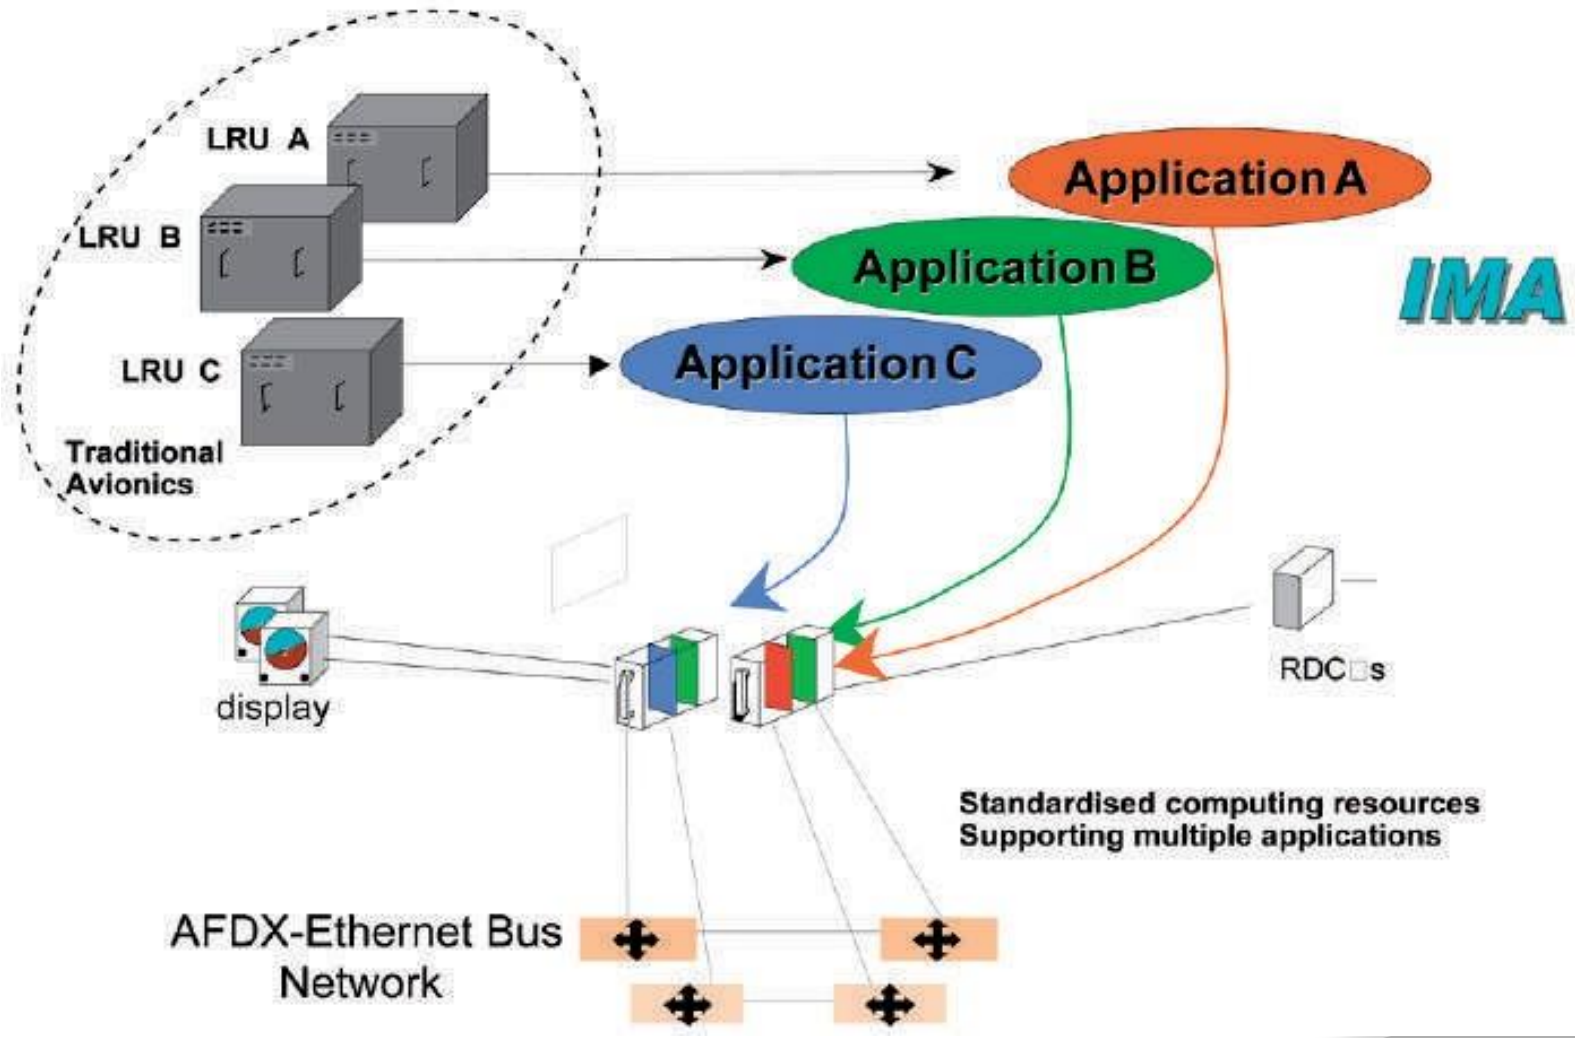 LRU A
Application A
LRU B
Application B
IMA
LRU C
Application C
Traditional
Avionics
display
RDC□s
Standardised computing resources
Supporting multiple applications
AFDX-Ethernet Bus
Network